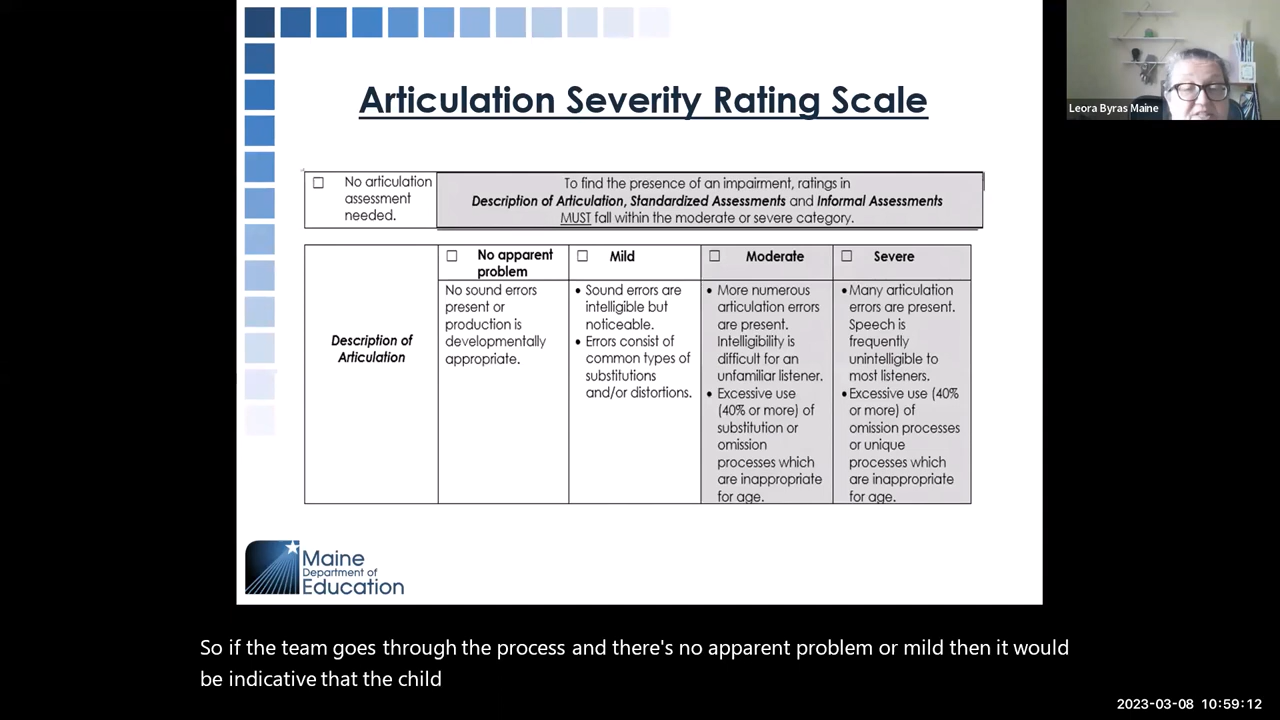 Articulation Severity Rating Scale
Leora Byras Maine
☐ No articulation
assessment
needed.
To find the presence of an impairment, ratings in
Description of Articulation, Standardized Assessments and Informal Assessments
MUST fall within the moderate or severe category.
☐ No apparent
problem
☐ Mild
☐ Moderate
☐ Severe
Description of
Articulation
No sound errors
present or
production is
developmentally
appropriate.
• Sound errors are
intelligible but
noticeable.
• Errors consist of
common types of
substitutions
and/or distortions.
• More numerous
articulation errors
are present.
Intelligibility is
difficult for an
unfamiliar listener.
• Excessive use
(40% or more) of
substitution or
omission
processes which
are inappropriate
for age.
• Many articulation
errors are present.
Speech is
frequently
unintelligible to
most listeners.
• Excessive use (40%
or more) of
omission processes
or unique
processes which
are inappropriate
for age.
Maine
Department of
Education
So if the team goes through the process and there's no apparent problem or mild then it would
be indicative that the child
2023-03-08 10:59:12